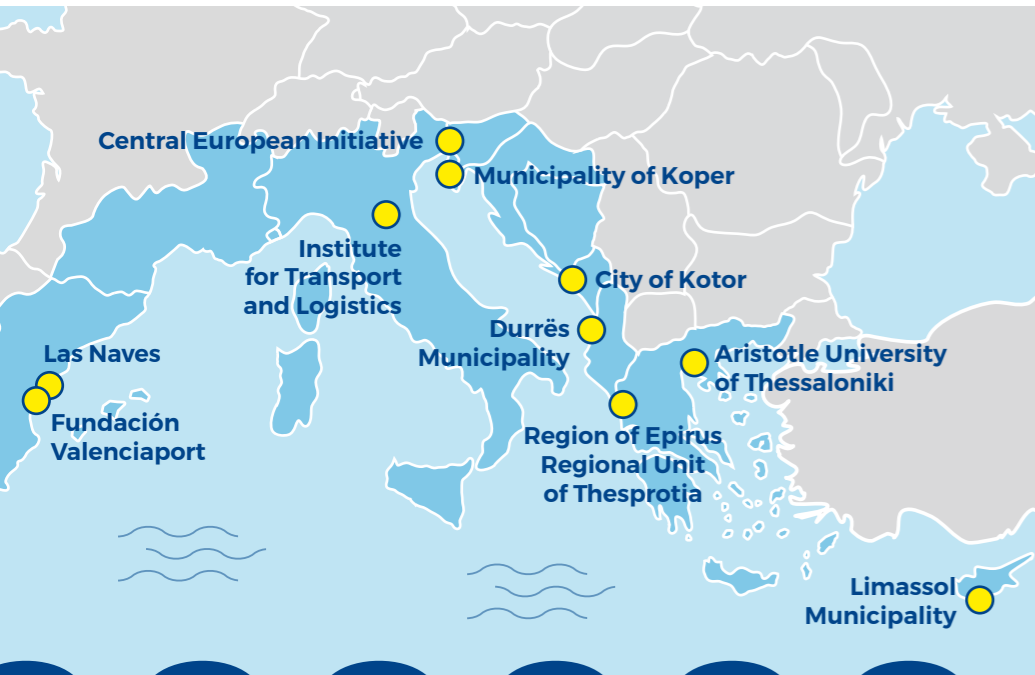 Central European Initiative
Municipality of Koper
Institute
for Transport
and Logistics
City of Kotor
Durrës
Municipality
Las Naves
Aristotle University
of Thessaloniki
Fundación
Valenciaport
Region of Epirus
Regional Unit
of Thesprotia
Limassol
Municipality